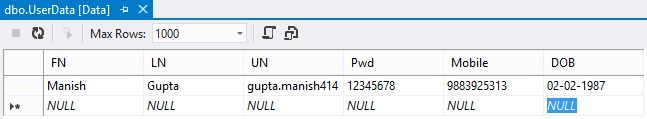 dbo.UserData [Data]
Max Rows: 1000
FN LN UN Pwd Mobile DOB
Manish Gupta gupta.manish414 12345678 9883925313 02-02-1987
NULL NULL NULL NULL NULL NULL